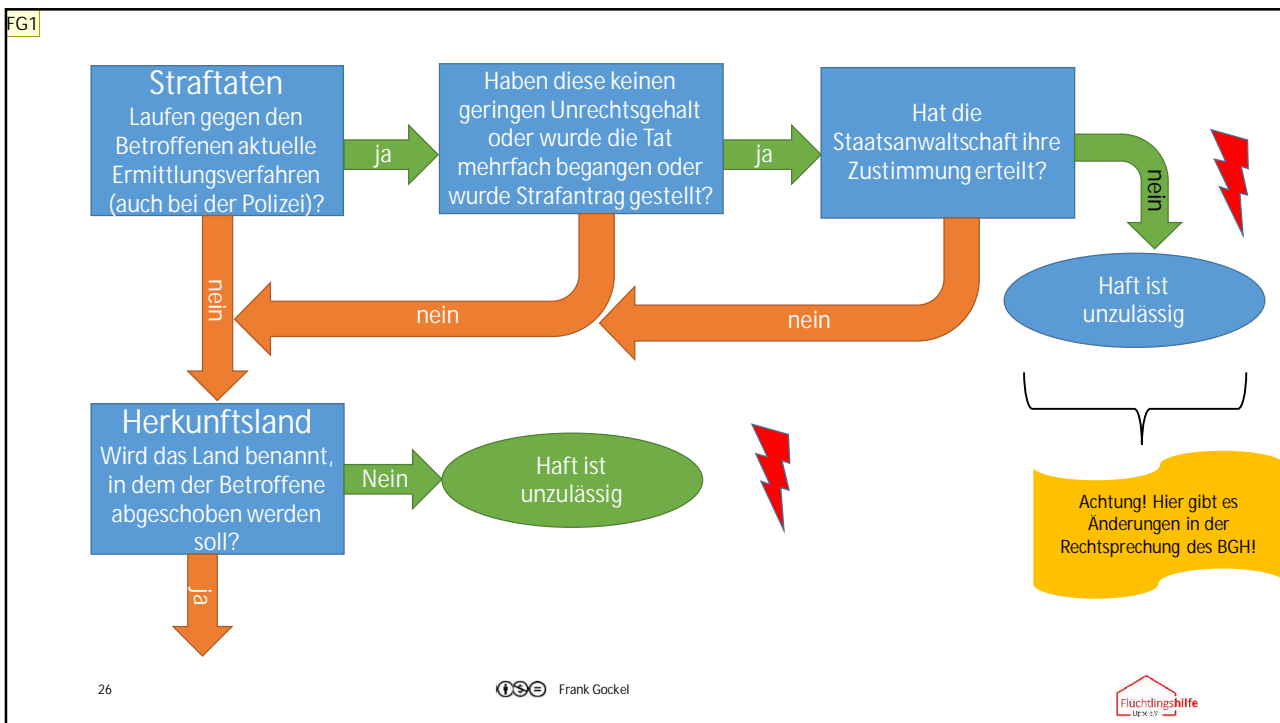 FG1
Straftaten
Laufen gegen den
Betroffenen aktuelle
Ermittlungsverfahren
(auch bei der Polizei)?
ja
Haben diese keinen
geringen Unrechtsgehalt
oder wurde die Tat
mehrfach begangen oder
wurde Strafantrag gestellt?
ja
Hat die
Staatsanwaltschaft ihre
Zustimmung erteilt?
nein
Haft ist
unzulässig
nein
nein
nein
Herkunftsland
Wird das Land benannt,
in dem der Betroffene
abgeschoben werden
soll?
Nein
Haft ist
unzulässig
Achtung! Hier gibt es
Änderungen in der
Rechtsprechung des BGH!
ja
26
Frank Gockel
Flüchtlingshilfe
Lippe e.V.